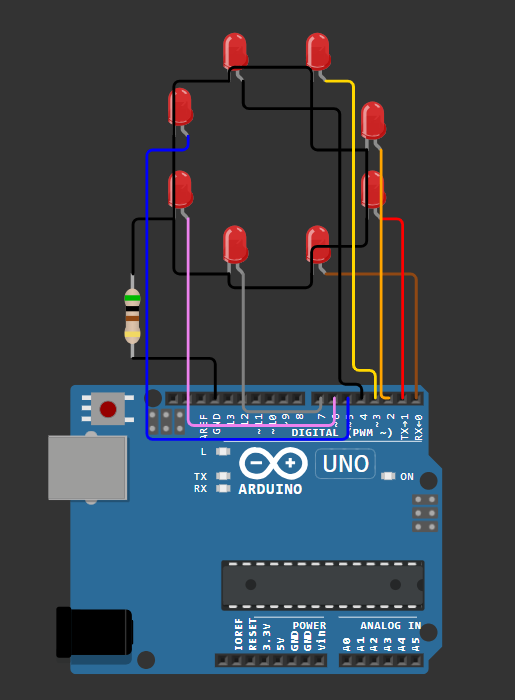 AREF
GND
13
12
~11
~10
~9
8
7
~6
~5
4
~3
2
TX→1
RX←0
DIGITAL (PWM ~)
L
TX
RX
UNO
ARDUINO
ON
IOREF
RESET
3.3V
5V
GND
GND
Vin
POWER
ANALOG IN
A0
A1
A2
A3
A4
A5